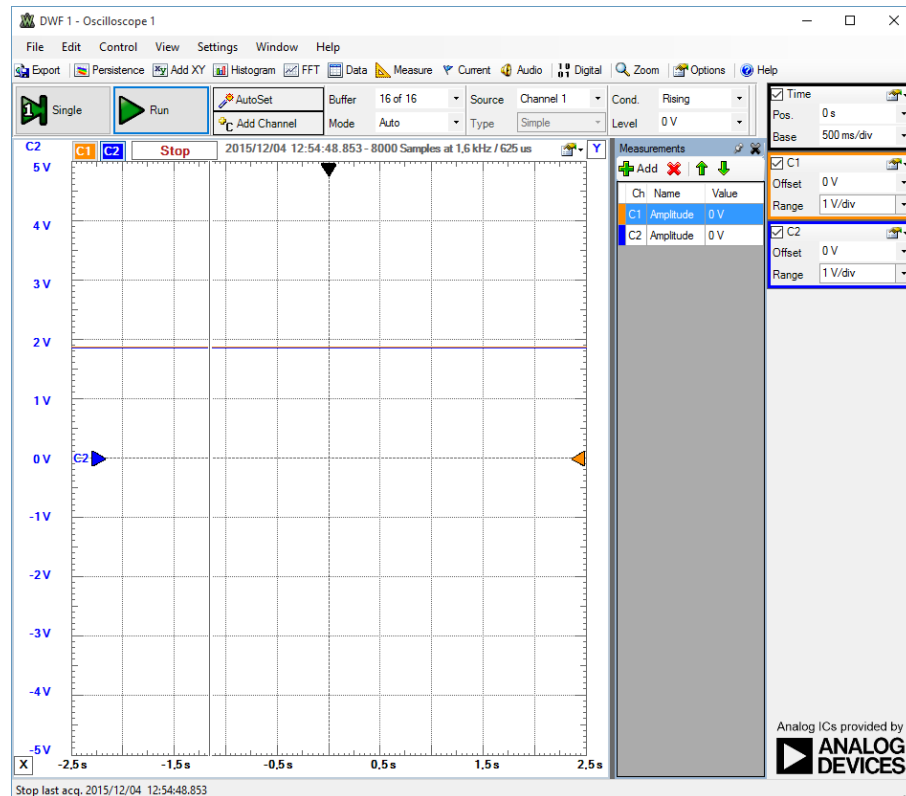 DWF 1 - Oscilloscope 1
File Edit Control View Settings Window Help
Export Persistence Add XY Histogram FFT Data Measure Current Audio Digital Zoom Options Help
Single Run AutoSet Buffer 16 of 16 Source Channel 1 Cond. Rising
Add Channel Mode Auto Type Simple Level 0 V
Time
Pos. 0 s
Base 500 ms/div
C1
Offset 0 V
Range 1 V/div
C2
Offset 0 V
Range 1 V/div
C2 C1 C2 Stop 2015/12/04 12:54:48.853 - 8000 Samples at 1,6 kHz / 625 us Y
5 V
4 V
3 V
2 V
1 V
0 V C2
-1 V
-2 V
-3 V
-4 V
-5 V
X -2,5 s -1,5 s -0,5 s 0,5 s 1,5 s 2,5 s
Measurements
Add
Ch Name Value
C1 Amplitude 0 V
C2 Amplitude 0 V
Analog ICs provided by
ANALOG
DEVICES
Stop last acq. 2015/12/04 12:54:48.853